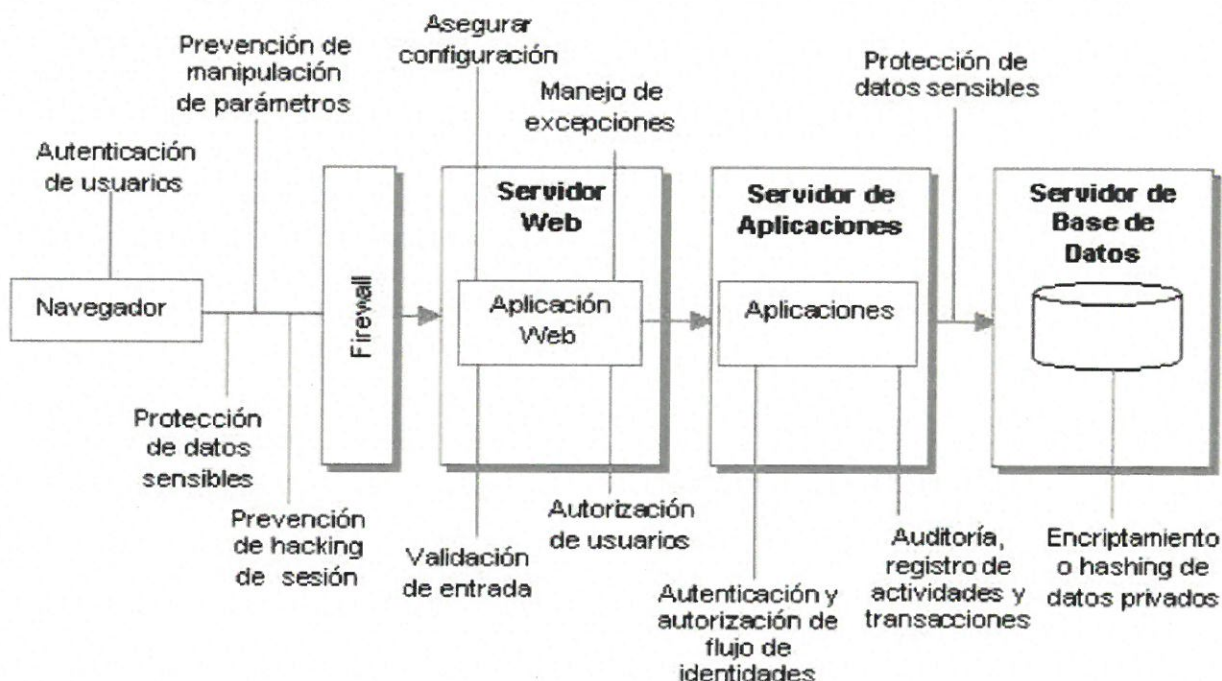 Asegurar
configuración
Prevención de
manipulación
de parámetros
Protección de
datos sensibles
Manejo de
excepciones
Autenticación
de usuarios
Servidor
Web
Servidor de
Aplicaciones
Servidor de
Base de
Datos
Navegador
Firewall
Aplicación
Web
Aplicaciones
Protección
de datos
sensibles
Prevención
de hacking
de sesión
Validación
de entrada
Autorización
de usuarios
Autenticación y
autorización de
flujo de
identidades
Auditoría,
registro de
actividades y
transacciones
Encriptamiento
o hashing de
datos privados